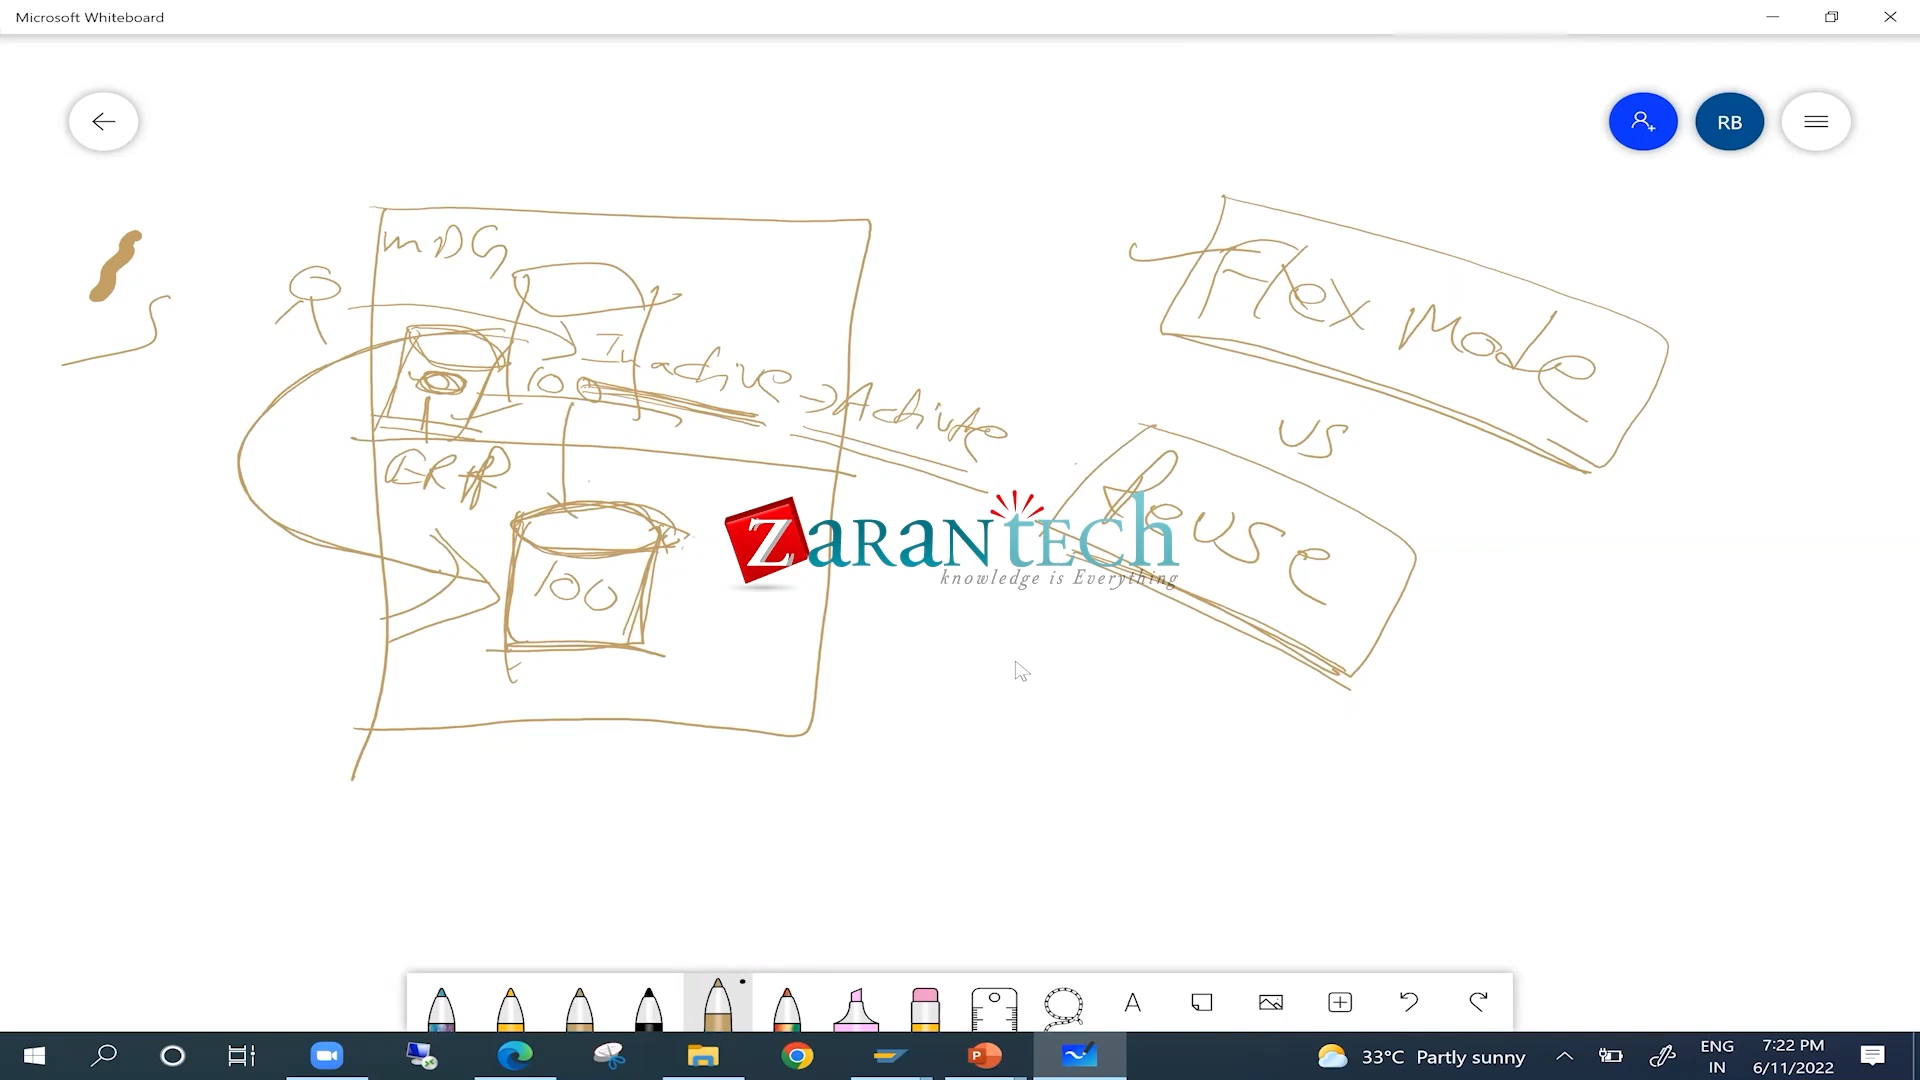 Microsoft Whiteboard
RB
MDG
Flex Mode
Inactive → Active
100
vs
ERP
Reuse
ZaranTech
knowledge is Everything
100
A
33°C Partly sunny
ENG
IN
7:22 PM
6/11/2022